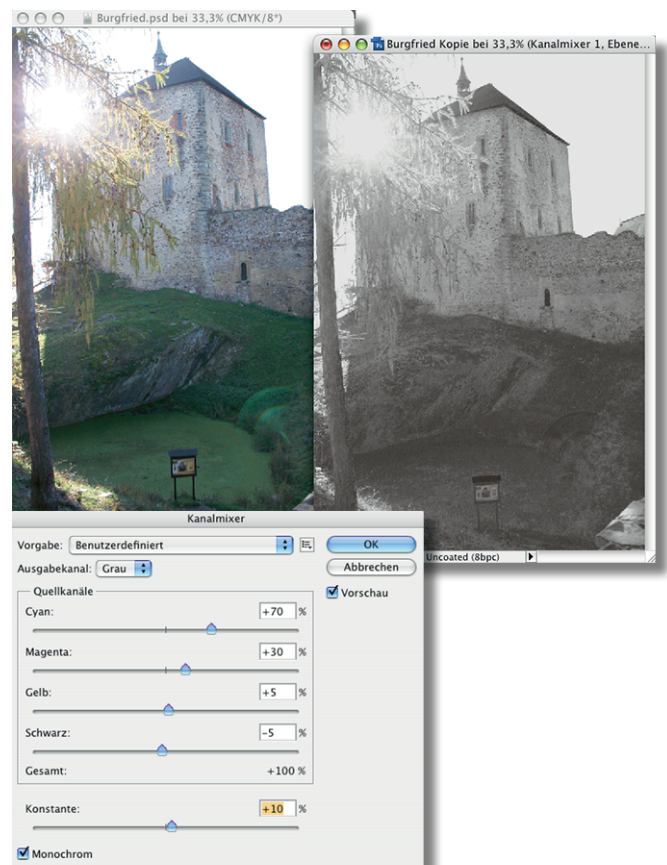 Burgfried.psd bei 33,3% (CMYK/8*)
Burgfried Kopie bei 33,3% (Kanalmixer 1, Ebene...
Uncoated (8bpc)
Kanalmixer
Vorgabe: Benutzerdefiniert
OK
Ausgabekanal: Grau
Abbrechen
Vorschau
Quellkanäle
Cyan: +70 %
Magenta: +30 %
Gelb: +5 %
Schwarz: -5 %
Gesamt: +100 %
Konstante: +10 %
Monochrom